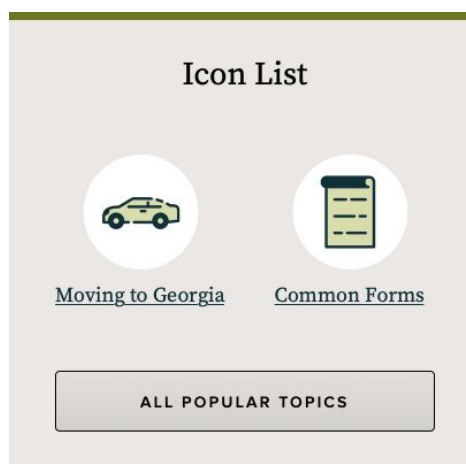 Icon List
Moving to Georgia
Common Forms
ALL POPULAR TOPICS